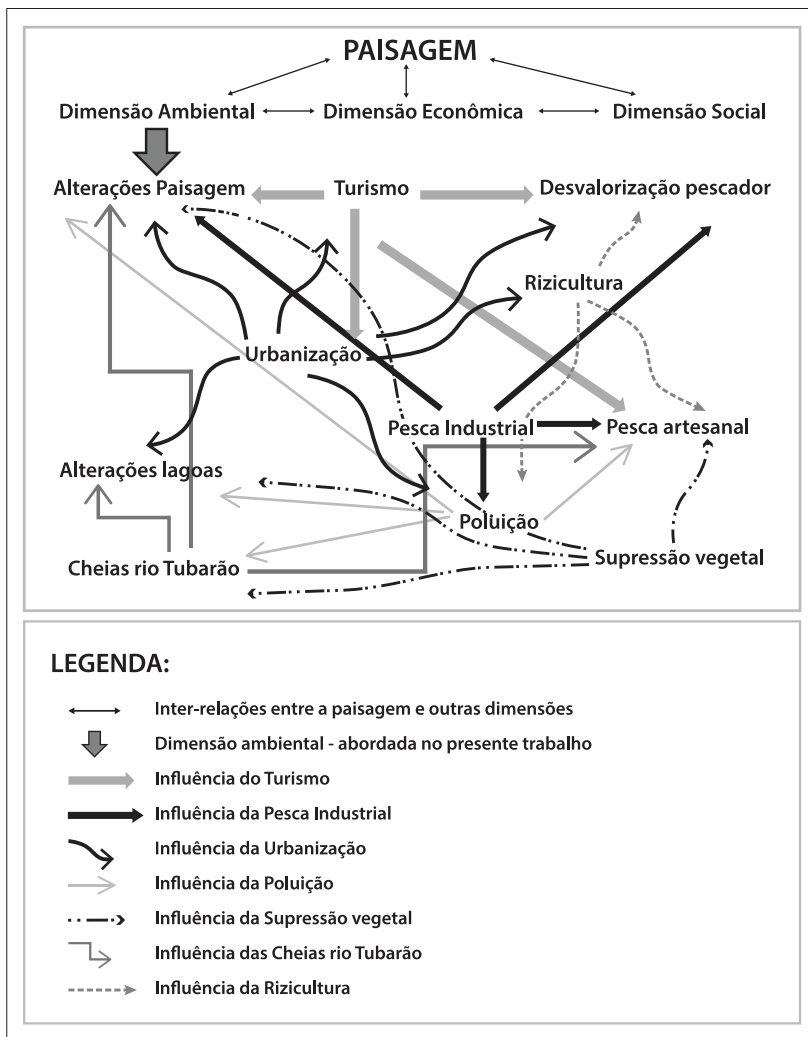 PAISAGEM
Dimensão Ambiental Dimensão Econômica Dimensão Social
Alterações Paisagem Turismo Desvalorização pescador
Rizicultura
Urbanização
Pesca Industrial Pesca artesanal
Alterações lagoas
Poluição
Cheias rio Tubarão Supressão vegetal
LEGENDA:
Inter-relações entre a paisagem e outras dimensões
Dimensão ambiental - abordada no presente trabalho
Influência do Turismo
Influência da Pesca Industrial
Influência da Urbanização
Influência da Poluição
Influência da Supressão vegetal
Influência das Cheias rio Tubarão
Influência da Rizicultura